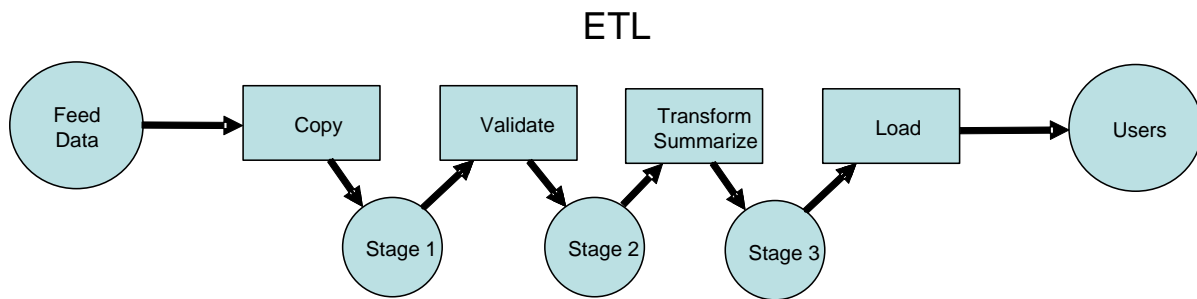 ETL
Feed
Data
Copy
Validate
Transform
Summarize
Load
Users
Stage 1
Stage 2
Stage 3